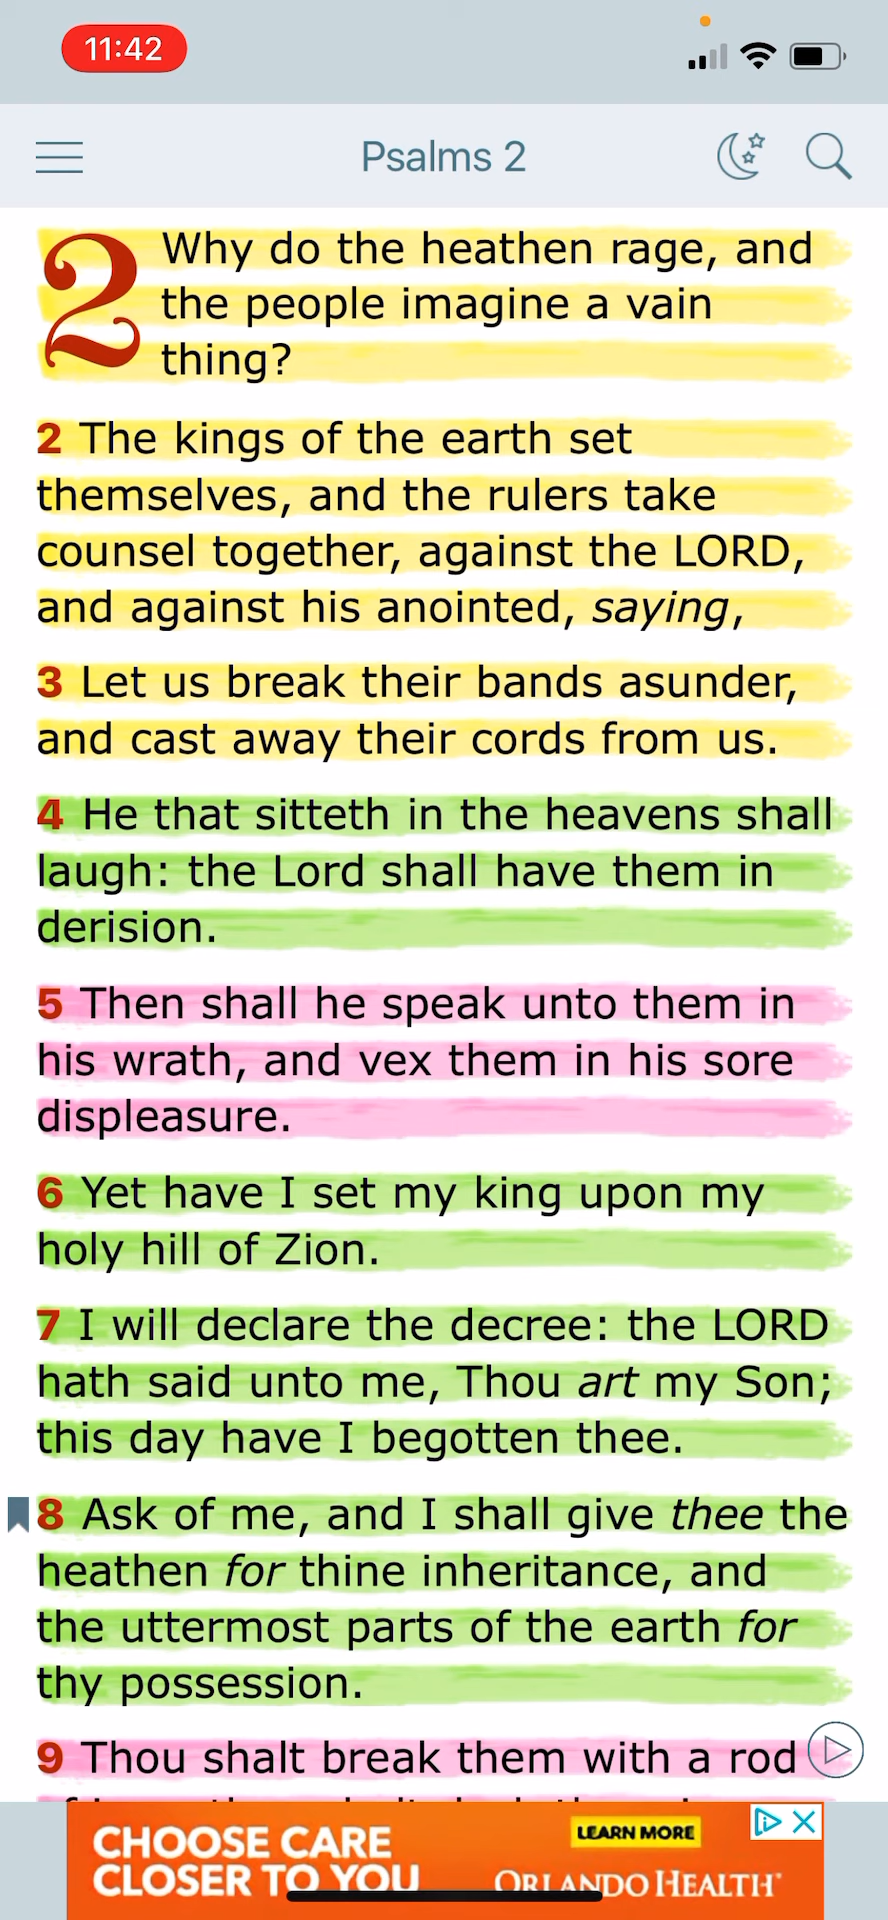 11:42
Psalms 2
2 Why do the heathen rage, and
the people imagine a vain
thing?
2 The kings of the earth set
themselves, and the rulers take
counsel together, against the LORD,
and against his anointed, saying,
3 Let us break their bands asunder,
and cast away their cords from us.
4 He that sitteth in the heavens shall
laugh: the Lord shall have them in
derision.
5 Then shall he speak unto them in
his wrath, and vex them in his sore
displeasure.
6 Yet have I set my king upon my
holy hill of Zion.
7 I will declare the decree: the LORD
hath said unto me, Thou art my Son;
this day have I begotten thee.
8 Ask of me, and I shall give thee the
heathen for thine inheritance, and
the uttermost parts of the earth for
thy possession.
9 Thou shalt break them with a rod
CHOOSE CARE
CLOSER TO YOU
LEARN MORE
ORLANDO HEALTH